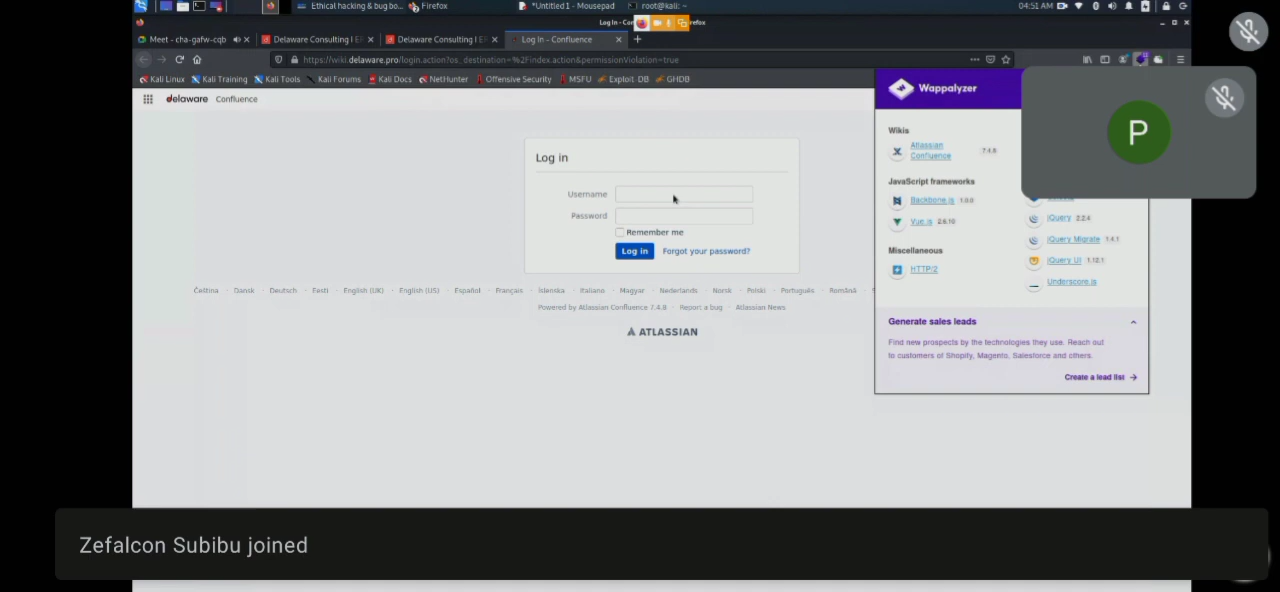 Ethical hacking & bug bo... Firefox *Untitled 1 - Mousepad root@kali: ~ 04:51 AM
Log In - Con refox
Meet - cha-gafw-cqb Delaware Consulting | E Delaware Consulting | E Log In - Confluence
https://wiki.delaware.pro/login.action?os_destination=%2Findex.action&permissionViolation=true
Kali Linux Kali Training Kali Tools Kali Forums Kali Docs NetHunter Offensive Security MSFU Exploit-DB GHDB
delaware Confluence
Log in
Username
Password
Remember me
Log in Forgot your password?
Čeština · Dansk · Deutsch · Eesti · English (UK) · English (US) · Español · Français · Íslenska · Italiano · Magyar · Nederlands · Norsk · Polski · Português · Română ·
Powered by Atlassian Confluence 7.4.8 · Report a bug · Atlassian News
ATLASSIAN
Wappalyzer
Wikis
Atlassian Confluence 7.4.8
JavaScript frameworks
Backbone.js 1.0.0
Vue.js 2.6.10
Miscellaneous
HTTP/2
jQuery 2.2.4
jQuery Migrate 1.4.1
jQuery UI 1.12.1
Underscore.js
Generate sales leads
Find new prospects by the technologies they use. Reach out
to customers of Shopify, Magento, Salesforce and others.
Create a lead list →
P
Zefalcon Subibu joined